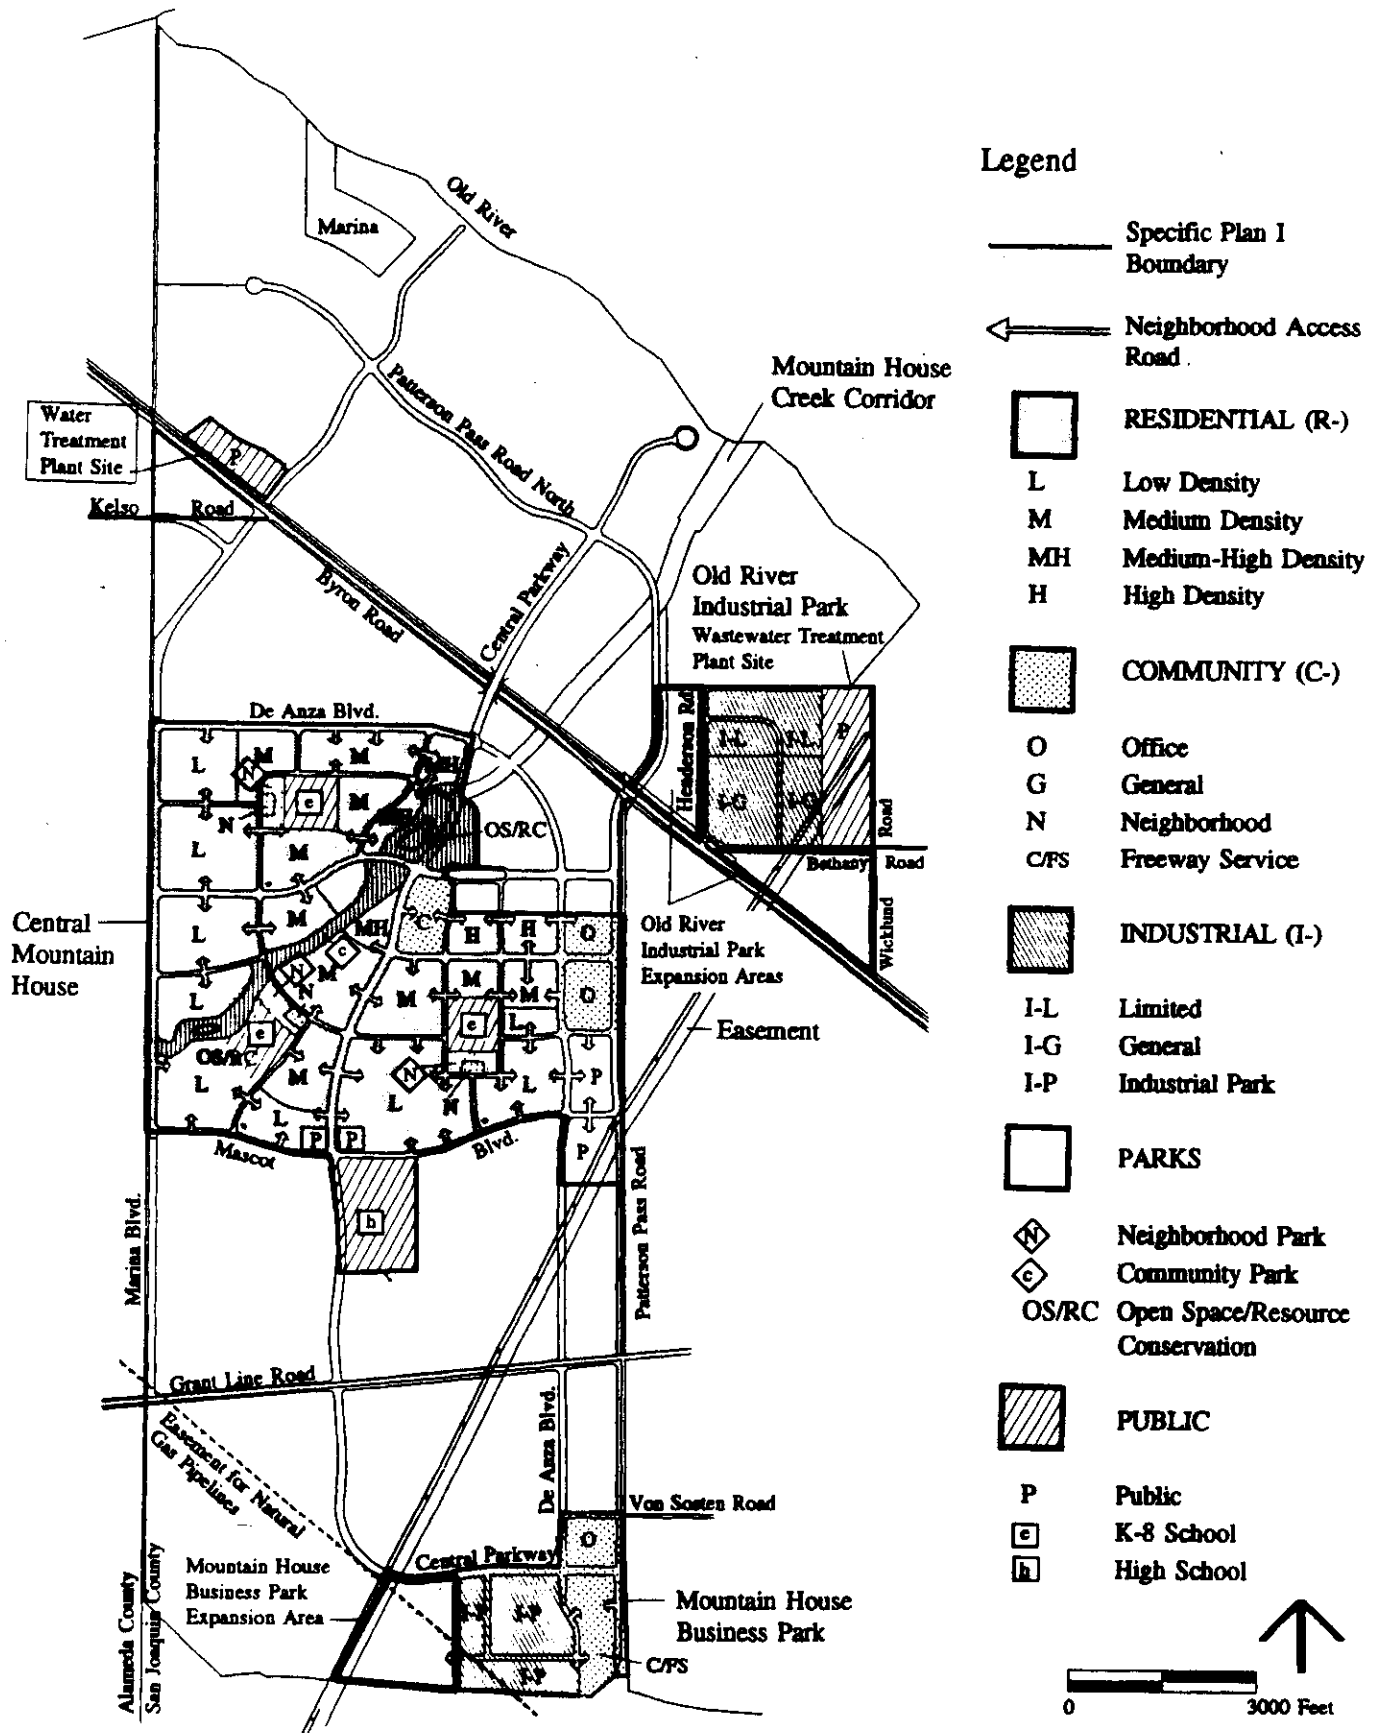 Legend
Specific Plan I
Boundary
Neighborhood Access
Road
RESIDENTIAL (R-)
L Low Density
M Medium Density
MH Medium-High Density
H High Density
COMMUNITY (C-)
O Office
G General
N Neighborhood
C/FS Freeway Service
INDUSTRIAL (I-)
I-L Limited
I-G General
I-P Industrial Park
PARKS
N Neighborhood Park
c Community Park
OS/RC Open Space/Resource
Conservation
PUBLIC
P Public
e K-8 School
h High School
0 3000 Feet
Old River
Marina
Mountain House
Creek Corridor
Patterson Pass Road North
Water
Treatment
Plant Site
P
Kelso Road
Byron Road
Central Parkway
Old River
Industrial Park
Wastewater Treatment
Plant Site
Headerson Rd
I-L
I-L
P
I-G
I-G
Road
Bethany Road
Wicklund
De Anza Blvd.
L
M
M
MH
N
e
M
N
OS/RC
L
M
Central
Mountain
House
L
M
MH
C
H
H
O
Old River
Industrial Park
Expansion Areas
c
N
M
L
N
M
M
M
O
e
e
L
Easement
OS/RC
L
M
N
L
L
P
L
N
L
P
P
Mascot
Blvd.
P
h
Marina Blvd.
Patterson Pass Road
Grant Line Road
Easement for Natural
Gas Pipelines
De Anza Blvd.
Von Sosten Road
O
Central Parkway
Mountain House
Business Park
Expansion Area
Mountain House
Business Park
C/FS
Alameda County
San Joaquin County